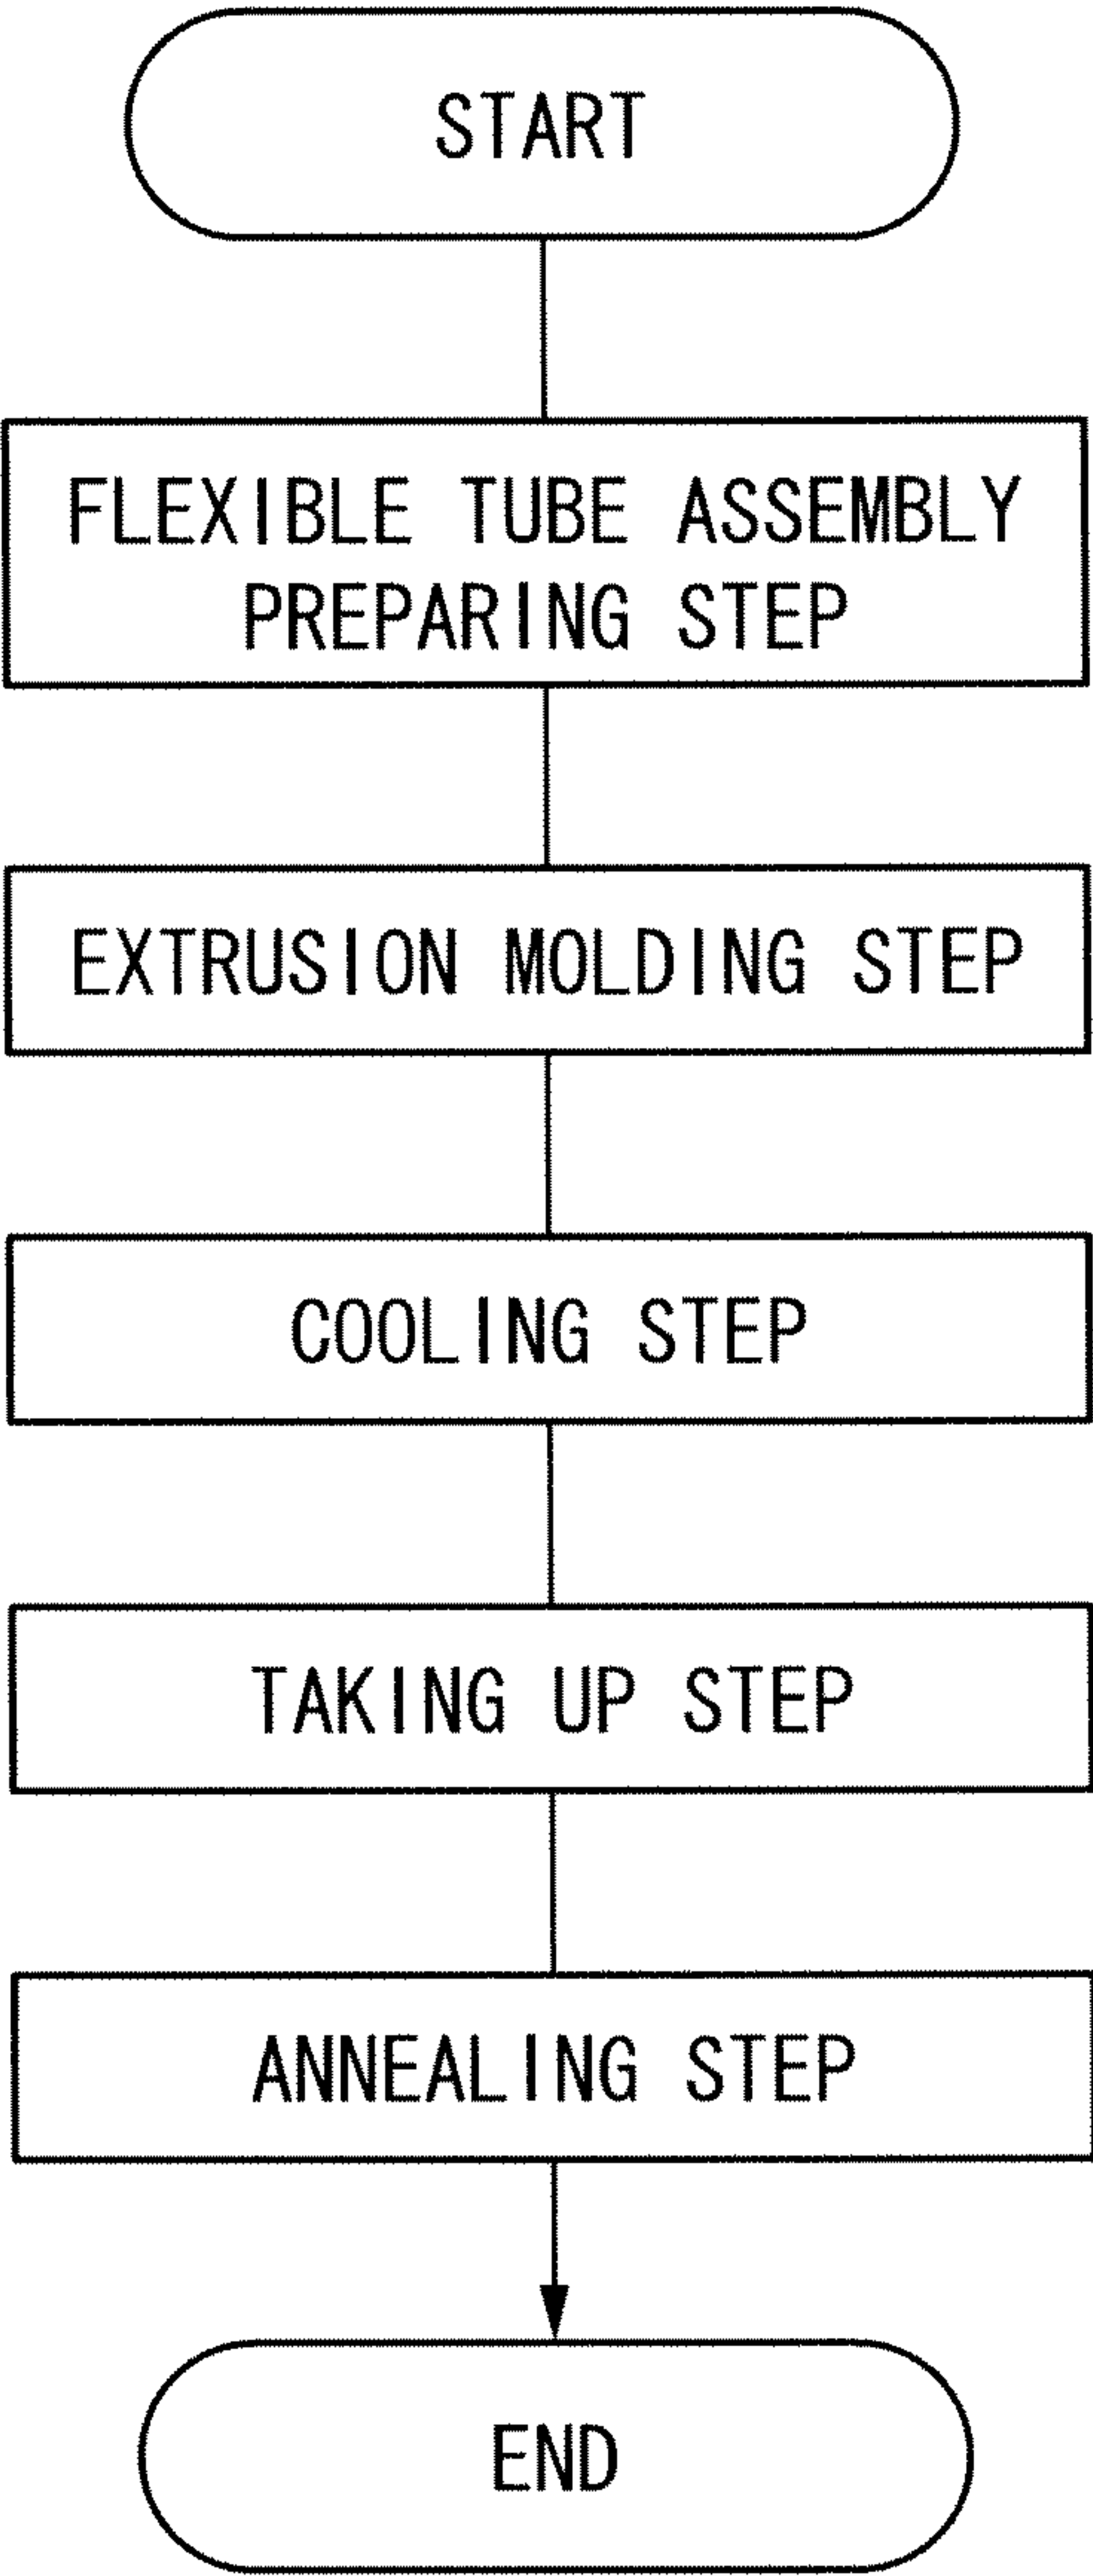 START
FLEXIBLE TUBE ASSEMBLY
PREPARING STEP
EXTRUSION MOLDING STEP
COOLING STEP
TAKING UP STEP
ANNEALING STEP
END